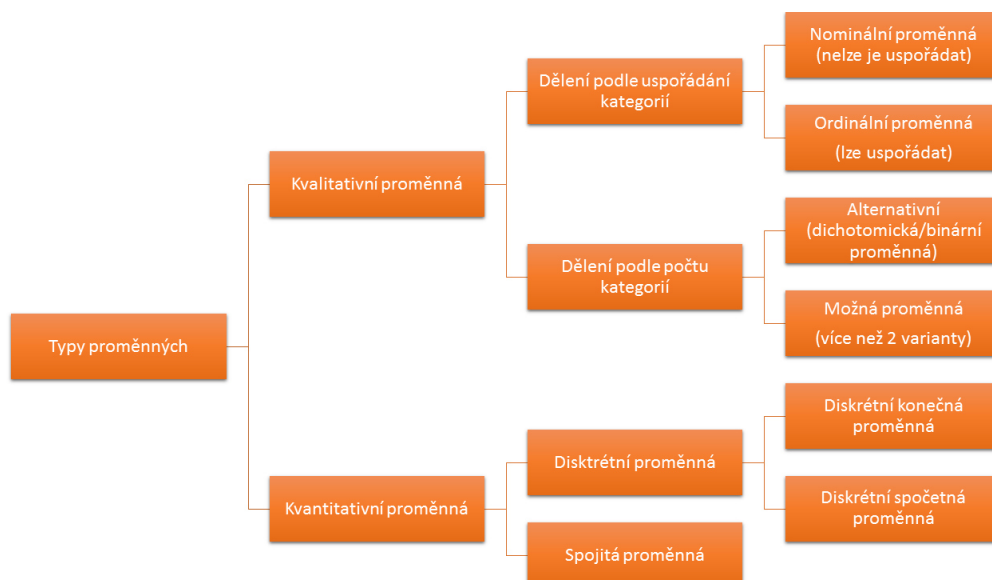 Typy proměnných
Kvalitativní proměnná
Dělení podle uspořádání
kategorií
Nominální proměnná
(nelze je uspořádat)
Ordinální proměnná
(lze uspořádat)
Dělení podle počtu
kategorií
Alternativní
(dichotomická/binární
proměnná)
Možná proměnná
(více než 2 varianty)
Kvantitativní proměnná
Disktrétní proměnná
Diskrétní konečná
proměnná
Diskrétní spočetná
proměnná
Spojitá proměnná